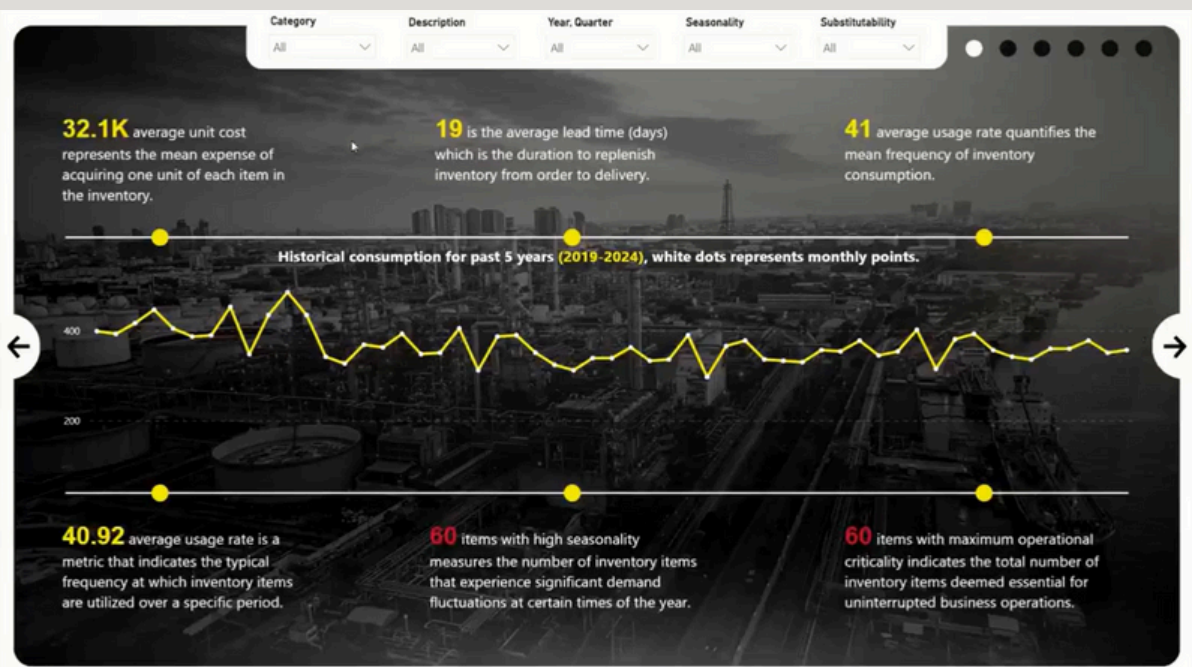 Category Description Year, Quarter Seasonality Substitutability
All All All All All
32.1K average unit cost
represents the mean expense of
acquiring one unit of each item in
the inventory.
19 is the average lead time (days)
which is the duration to replenish
inventory from order to delivery.
41 average usage rate quantifies the
mean frequency of inventory
consumption.
Historical consumption for past 5 years (2019-2024), white dots represents monthly points.
400
200
40.92 average usage rate is a
metric that indicates the typical
frequency at which inventory items
are utilized over a specific period.
60 items with high seasonality
measures the number of inventory items
that experience significant demand
fluctuations at certain times of the year.
60 items with maximum operational
criticality indicates the total number of
inventory items deemed essential for
uninterrupted business operations.